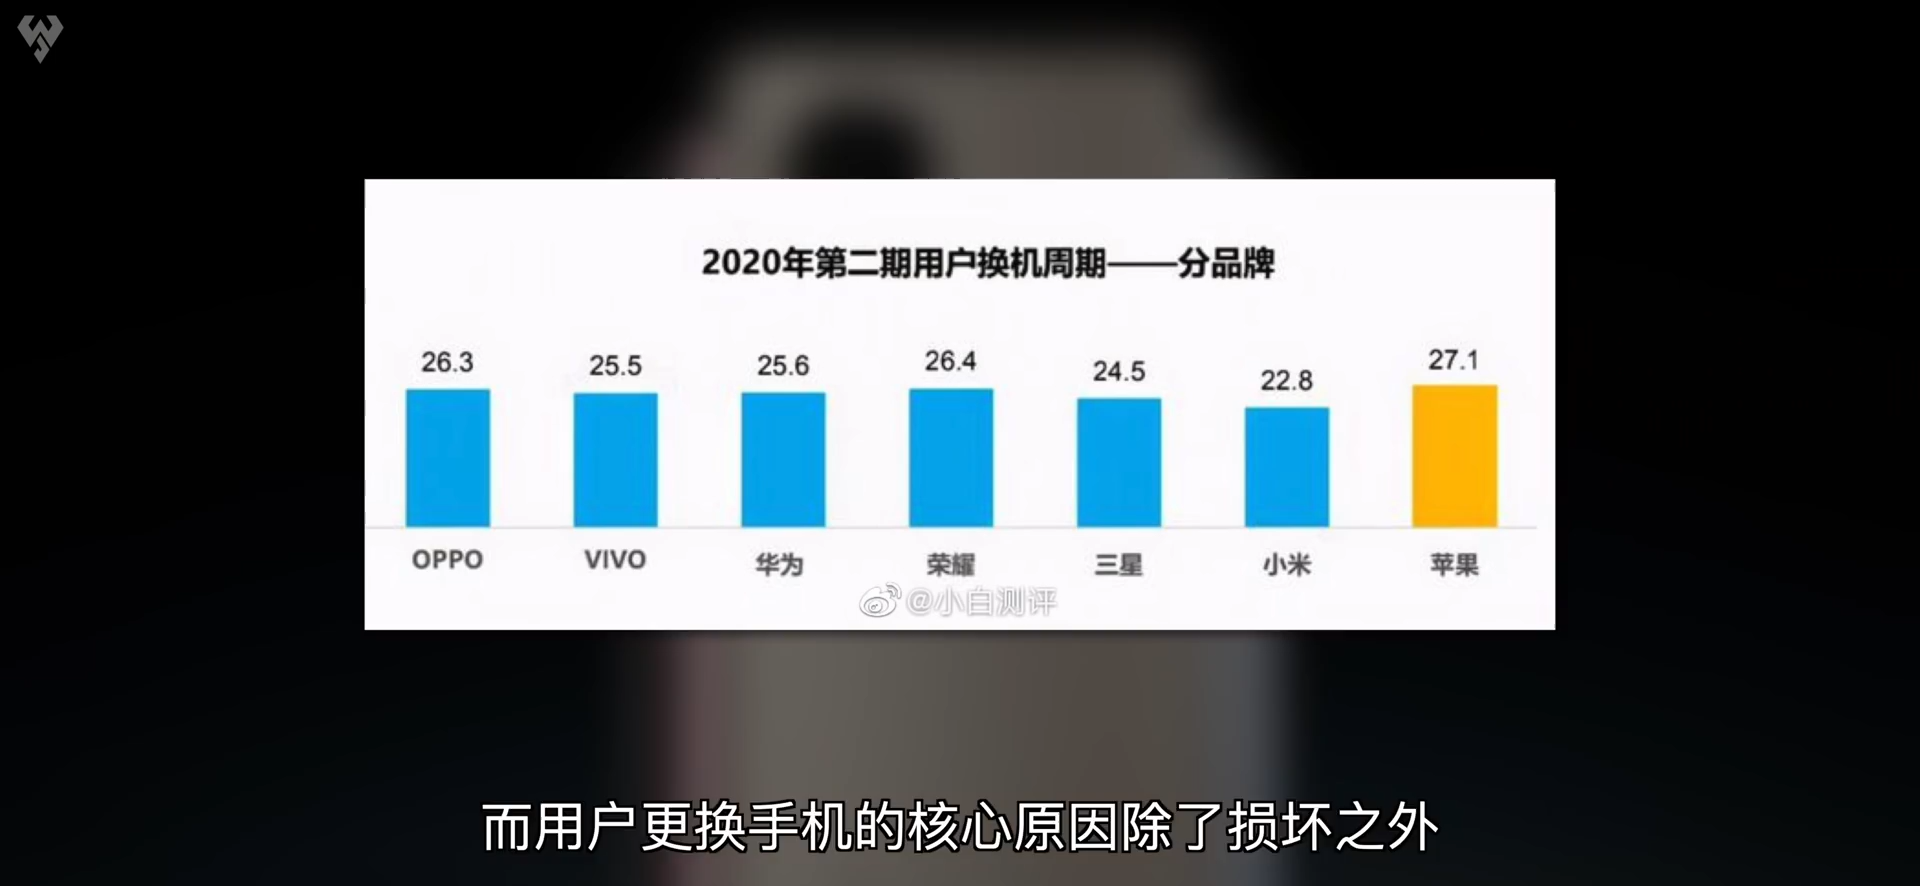 2020年第二期用户换机周期——分品牌
26.3 25.5 25.6 26.4 24.5 22.8 27.1
OPPO VIVO 华为 荣耀 三星 小米 苹果
@小白测评
而用户更换手机的核心原因除了损坏之外